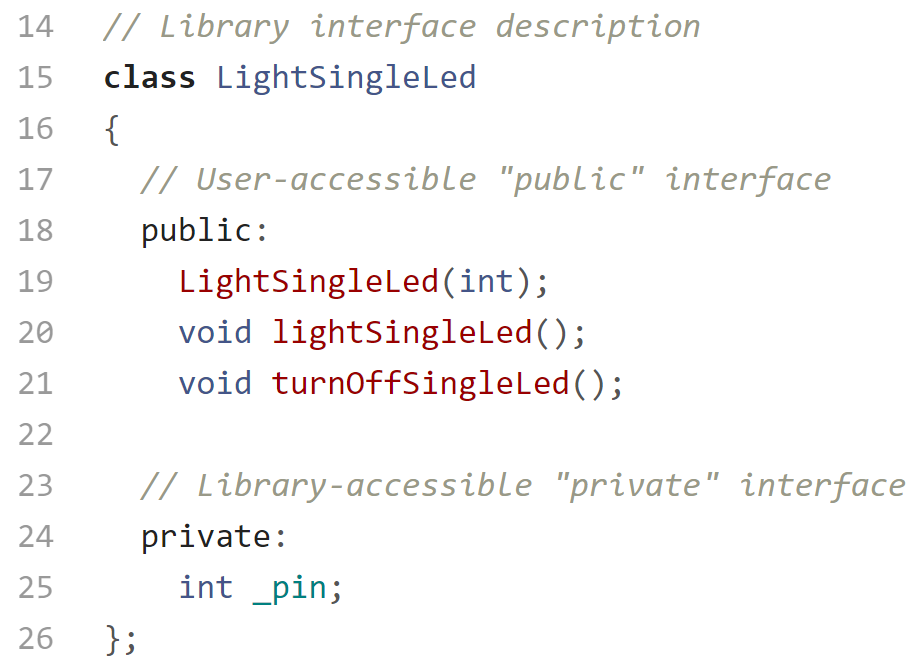 14 // Library interface description
15 class LightSingleLed
16 {
17 // User-accessible "public" interface
18 public:
19 LightSingleLed(int);
20 void lightSingleLed();
21 void turnOffSingleLed();
22
23 // Library-accessible "private" interface
24 private:
25 int _pin;
26 };